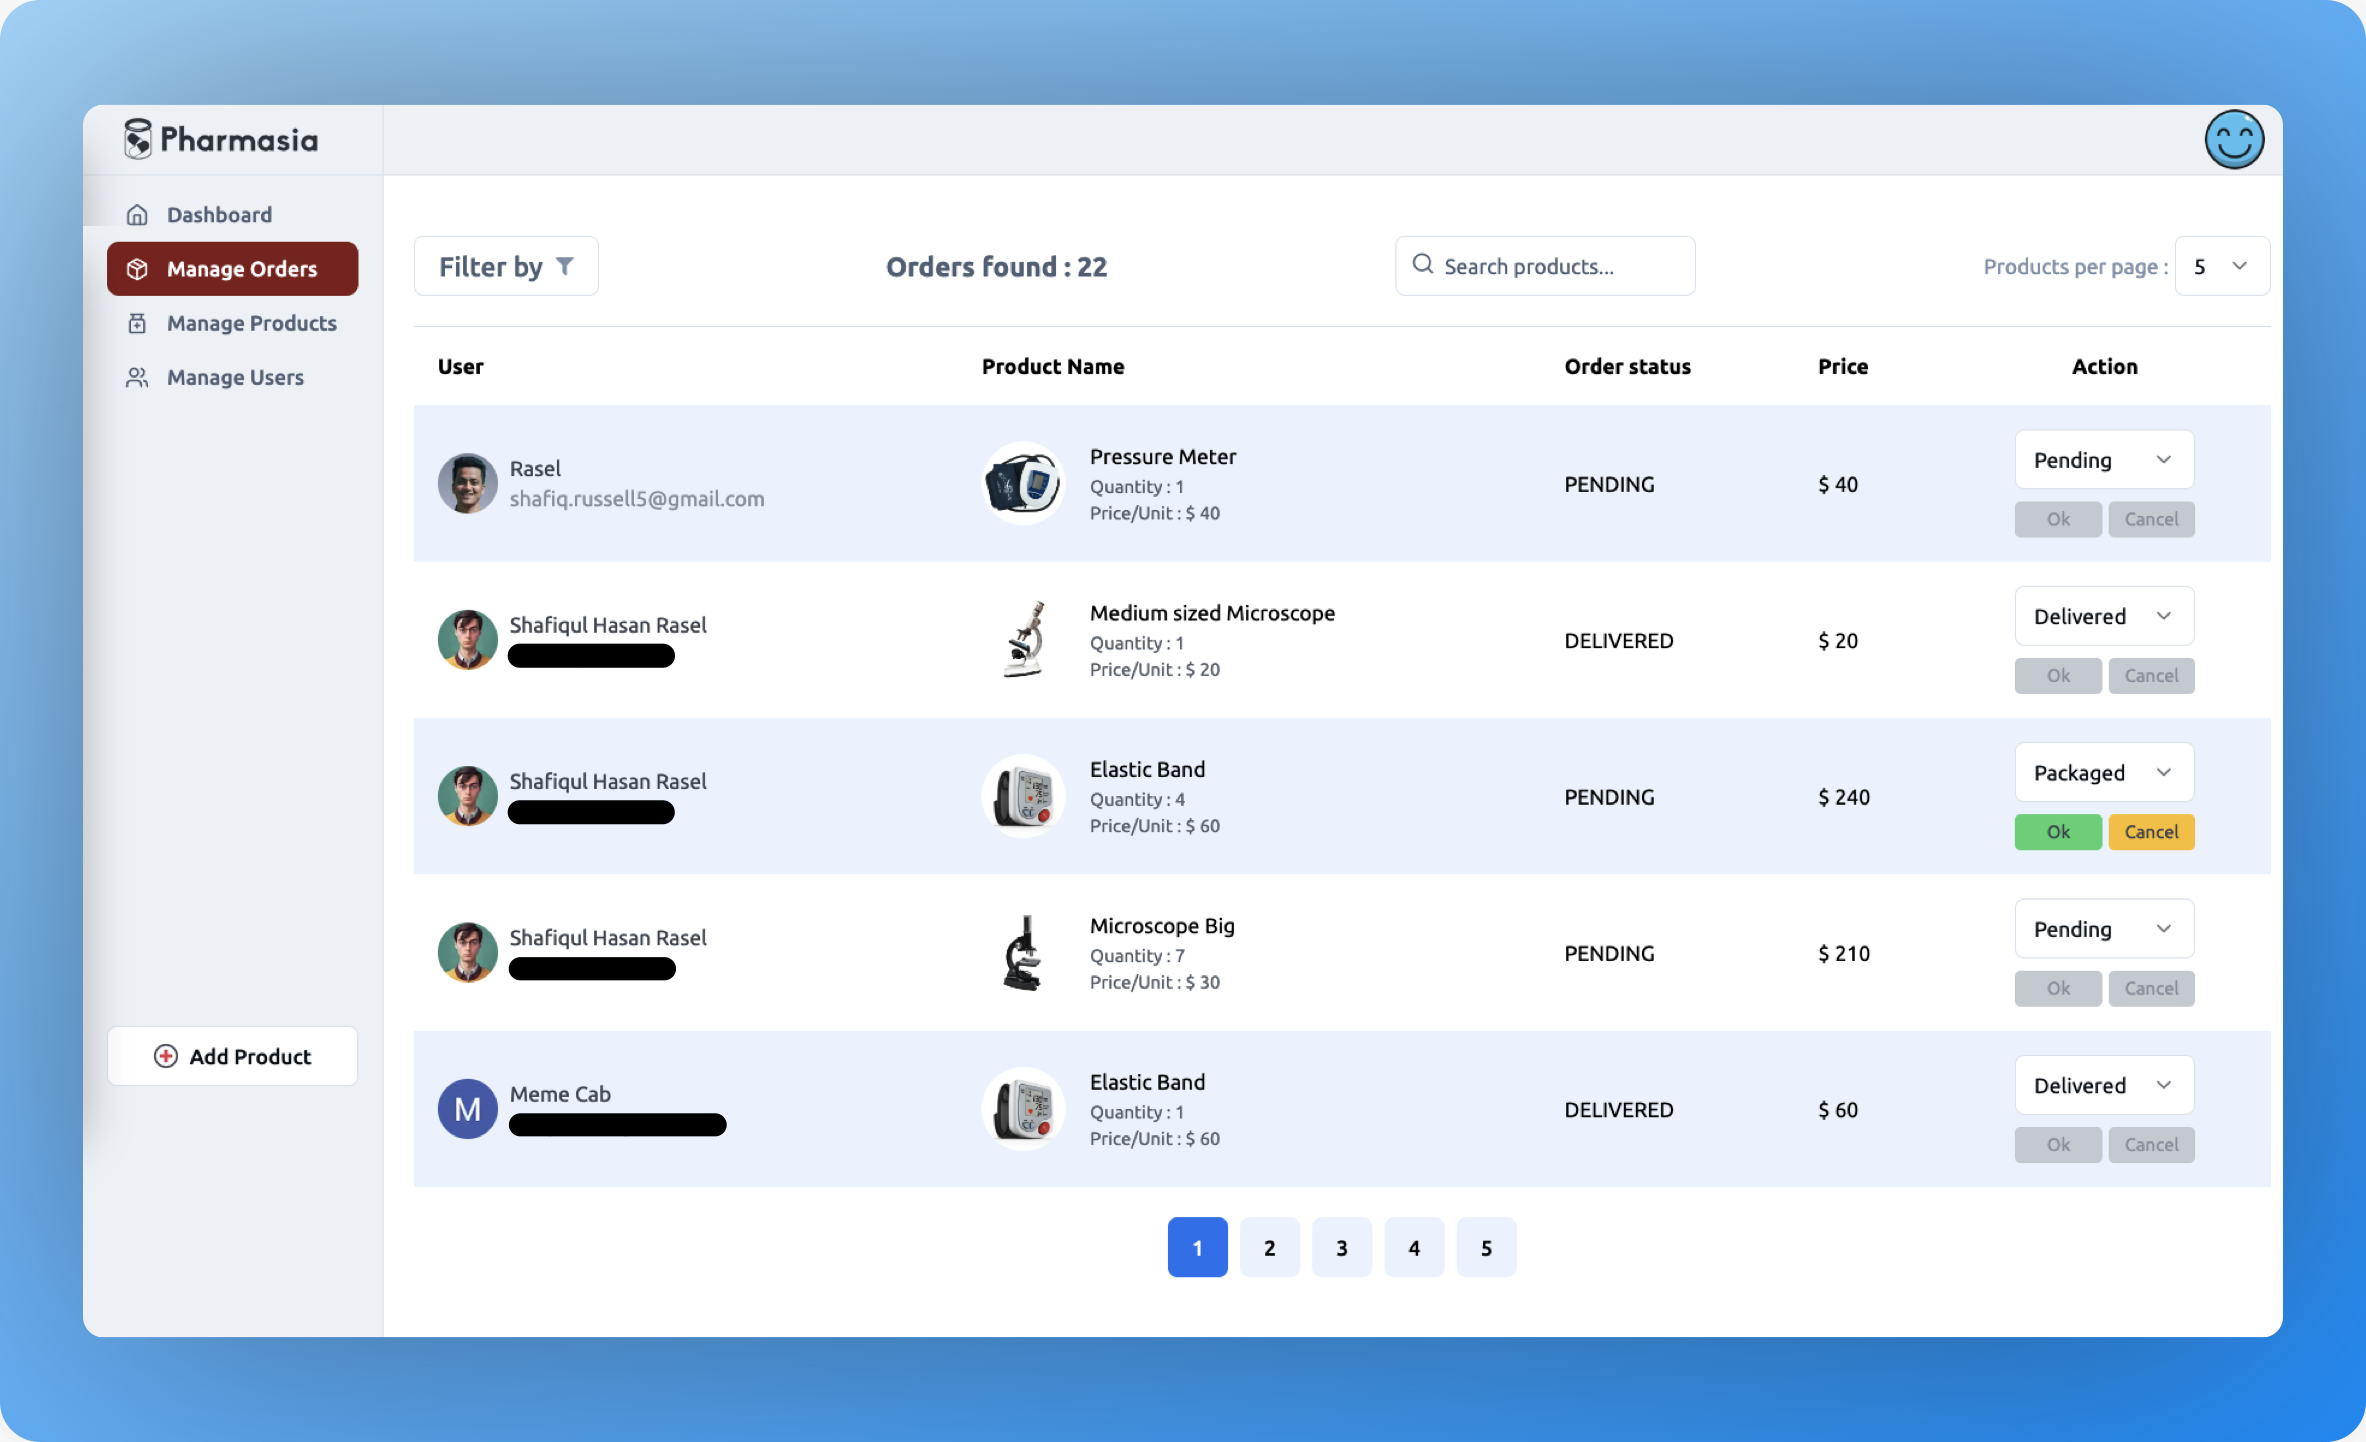 Pharmasia
Dashboard
Manage Orders
Manage Products
Manage Users
Add Product
Filter by
Orders found : 22
Search products...
Products per page :
5
User
Product Name
Order status
Price
Action
Rasel
shafiq.russell5@gmail.com
Pressure Meter
Quantity : 1
Price/Unit : $ 40
PENDING
$ 40
Pending
Ok
Cancel
Shafiqul Hasan Rasel
Medium sized Microscope
Quantity : 1
Price/Unit : $ 20
DELIVERED
$ 20
Delivered
Ok
Cancel
Shafiqul Hasan Rasel
Elastic Band
Quantity : 4
Price/Unit : $ 60
PENDING
$ 240
Packaged
Ok
Cancel
Shafiqul Hasan Rasel
Microscope Big
Quantity : 7
Price/Unit : $ 30
PENDING
$ 210
Pending
Ok
Cancel
M
Meme Cab
Elastic Band
Quantity : 1
Price/Unit : $ 60
DELIVERED
$ 60
Delivered
Ok
Cancel
1
2
3
4
5